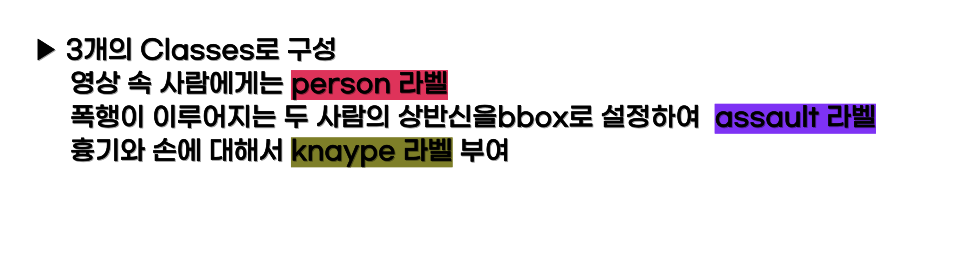 ▶ 3개의 Classes로 구성
영상 속 사람에게는 person 라벨
폭행이 이루어지는 두 사람의 상반신을bbox로 설정하여 assault 라벨
흉기와 손에 대해서 knaype 라벨 부여